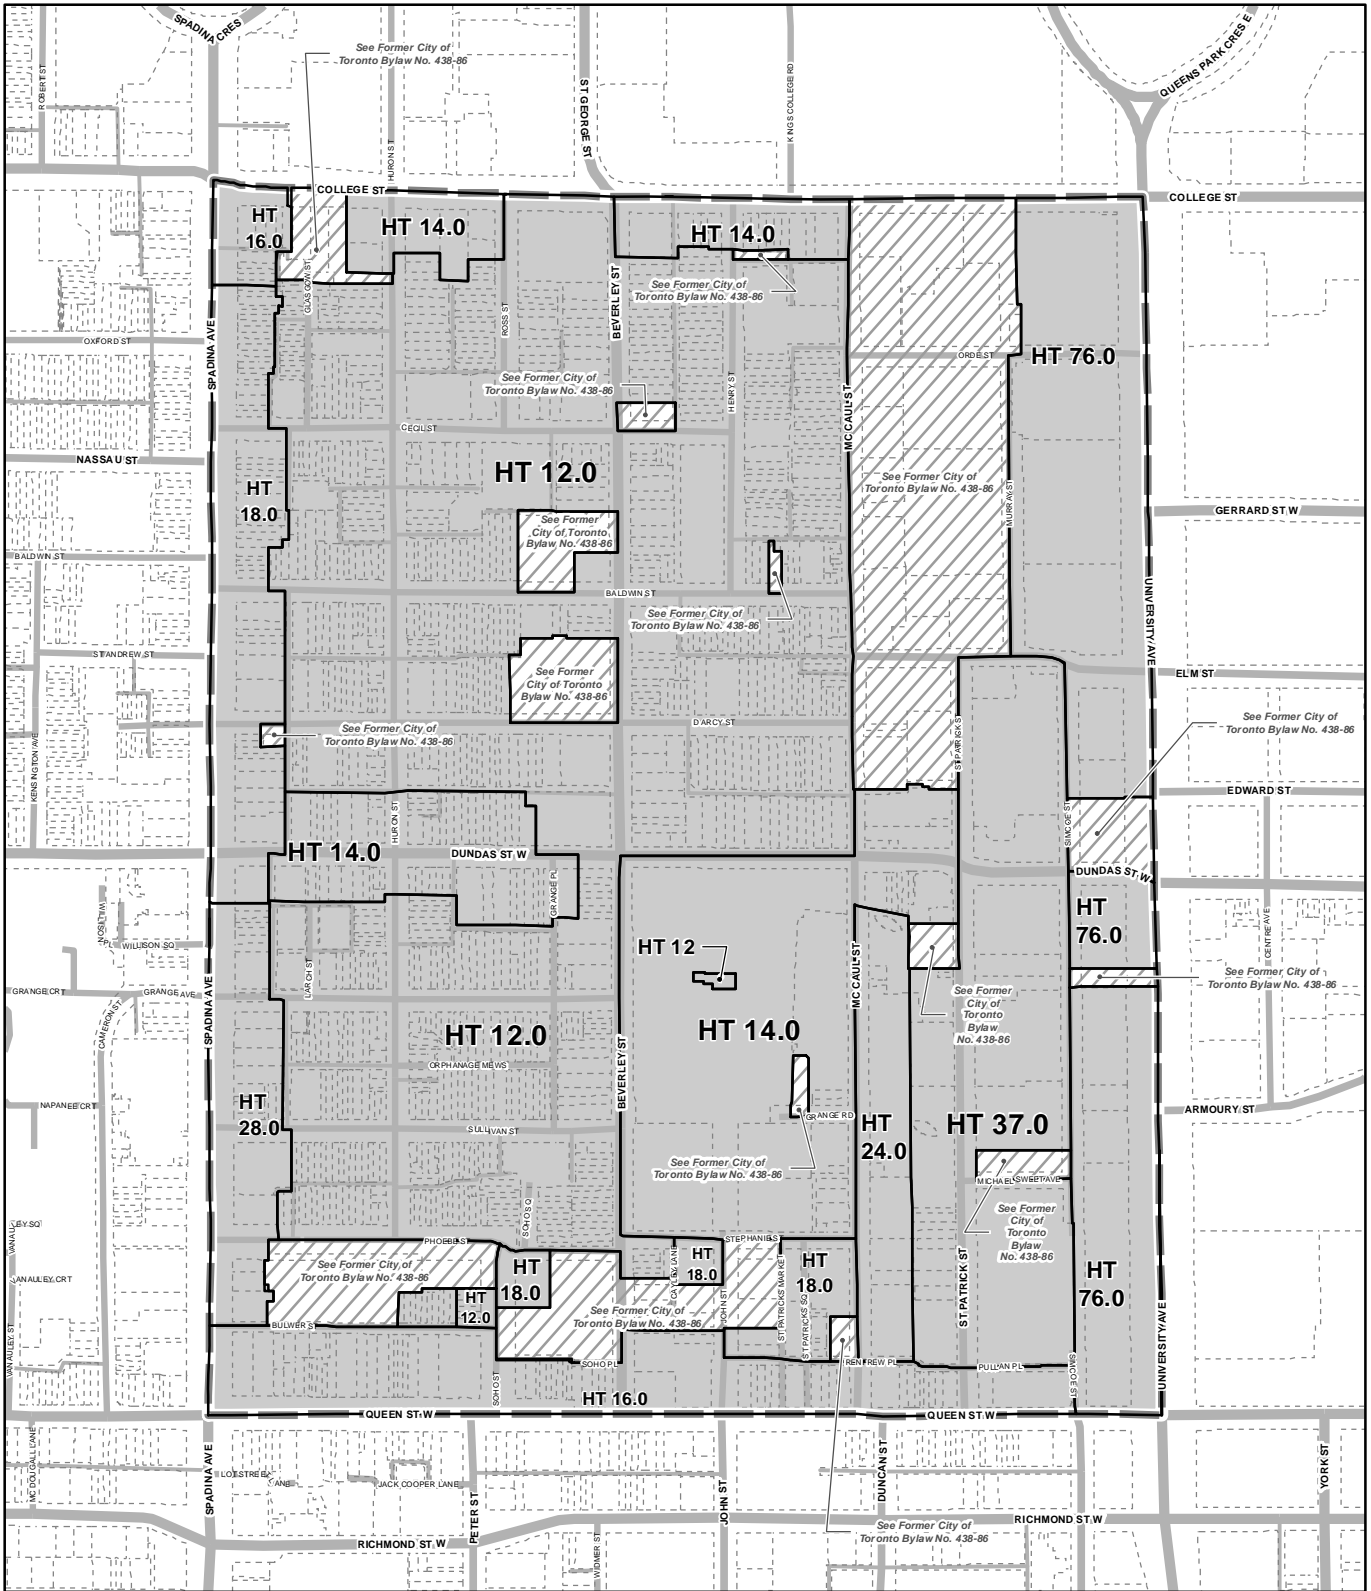 SPADINA CRES
See Former City of
Toronto Bylaw No. 438-86
QUEENS PARK CRES E
ROBERT ST
HURON ST
ST GEORGE ST
KINGS COLLEGE RD
COLLEGE ST
COLLEGE ST
HT
16.0
HT 14.0
HT 14.0
GLASGOW ST
See Former City of
Toronto Bylaw No. 438-86
BEVERLEY ST
ROSS ST
OXFORD ST
SPADINA AVE
ORDE ST
HT 76.0
See Former City of
Toronto Bylaw No. 438-86
HENRY ST
MC CAUL ST
CECIL ST
NASSAU ST
HT 12.0
HT
18.0
See Former City of
Toronto Bylaw No. 438-86
MURRAY ST
GERRARD ST W
See Former
City of Toronto
Bylaw No. 438-86
BALDWIN ST
BALDWIN ST
See Former City of
Toronto Bylaw No. 438-86
UNIVERSITY AVE
ST ANDREW ST
See Former
City of Toronto
Bylaw No. 438-86
ELM ST
D'ARCY ST
See Former City of
Toronto Bylaw No. 438-86
See Former City of
Toronto Bylaw No. 438-86
KENSINGTON AVE
ST PATRICK ST
EDWARD ST
HURON ST
SIMCOE ST
HT 14.0
DUNDAS ST W
DUNDAS ST W
GRANGE PL
WILLISON
PL
WILLISON SQ
HT
76.0
CENTRE AVE
HT 12
MC CAUL ST
LARCH ST
See Former City of
Toronto Bylaw No. 438-86
GRANGE CRT
GRANGE AVE
See Former
City of
Toronto
Bylaw
No. 438-86
CAMERON ST
SPADINA AVE
HT 12.0
HT 14.0
ORPHANAGE MEWS
BEVERLEY ST
NAPANEE CRT
HT
28.0
GRANGE RD
ARMOURY ST
HT
24.0
HT 37.0
SULLIVAN ST
See Former City of
Toronto Bylaw No. 438-86
MICHAEL SWEET AVE
SOHO SQ
See Former
City of
Toronto
Bylaw
No. 438-86
VANAULEY SQ
PHOEBE ST
STEPHANIE ST
ST PATRICK ST
See Former City of
Toronto Bylaw No. 438-86
HT
18.0
CAYLEY LANE
HT
18.0
HT
18.0
HT
76.0
VANAULEY CRT
HT
12.0
See Former City of
Toronto Bylaw No. 438-86
JOHN ST
ST PATRICKS MARKET
ST PATRICKS SQ
BULWER ST
VANAULEY ST
SOHO PL
RENFREW PL
PULLAN PL
SIMCOE ST
UNIVERSITY AVE
SOHO ST
HT 16.0
QUEEN ST W
QUEEN ST W
MC DOUGALL LANE
SPADINA AVE
LOT STREET LANE
JACK COOPER LANE
PETER ST
JOHN ST
DUNCAN ST
YORK ST
RICHMOND ST W
See Former City of
Toronto Bylaw No. 438-86
RICHMOND ST W
WIDMER ST